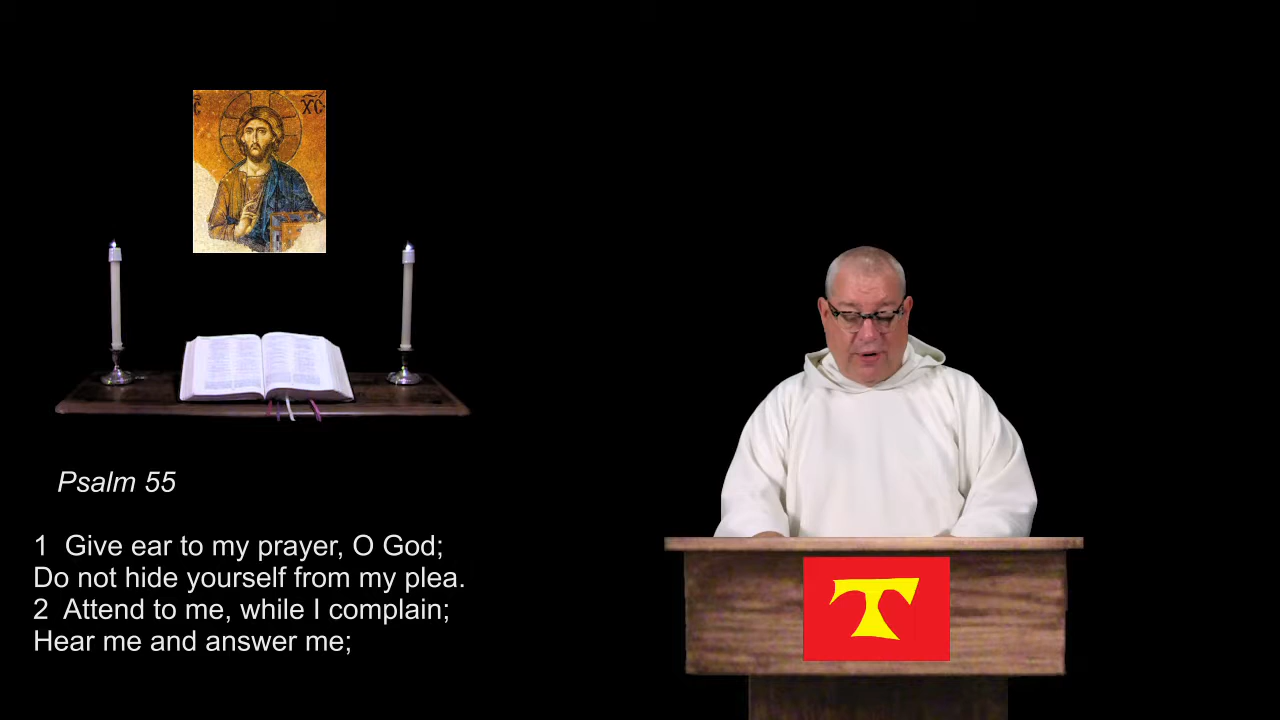 XC
Psalm 55
1 Give ear to my prayer, O God;
Do not hide yourself from my plea.
2 Attend to me, while I complain;
Hear me and answer me;
T